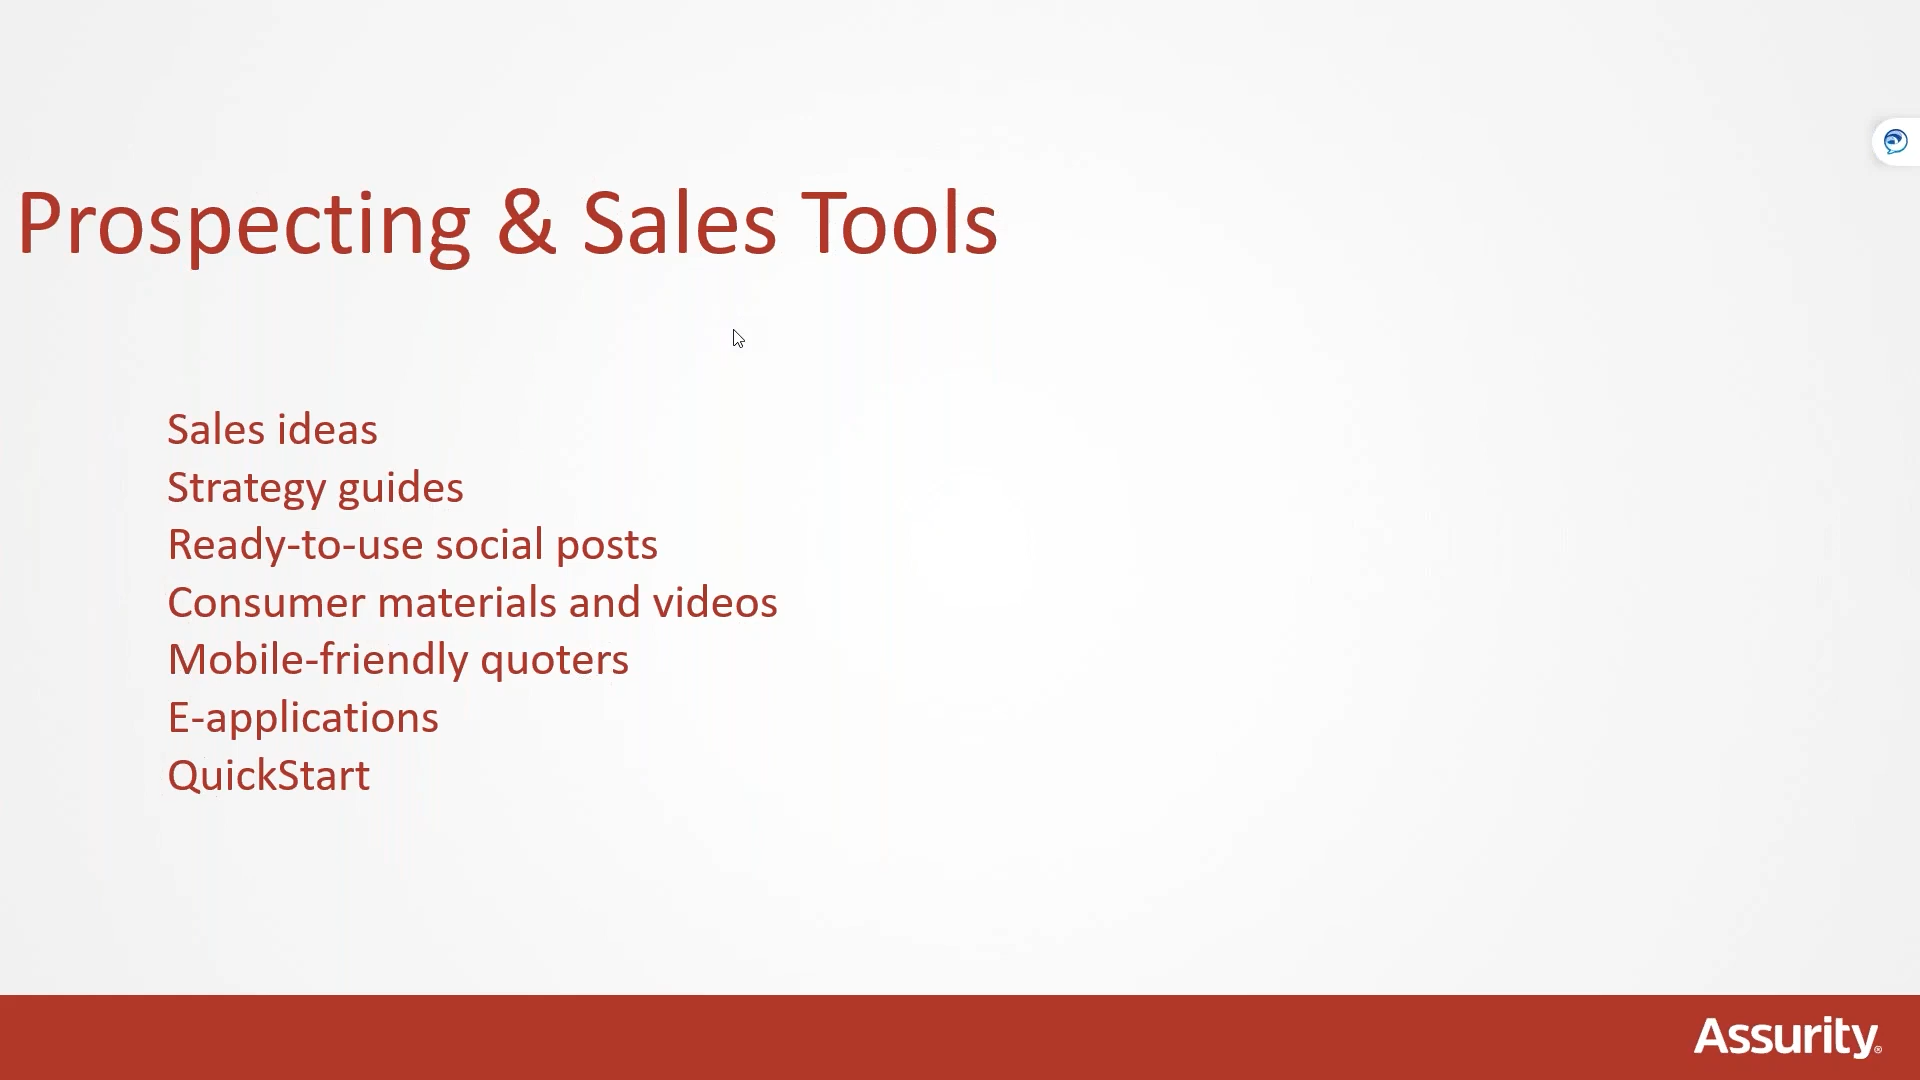 Prospecting & Sales Tools
Sales ideas
Strategy guides
Ready-to-use social posts
Consumer materials and videos
Mobile-friendly quoters
E-applications
QuickStart
Assurity®